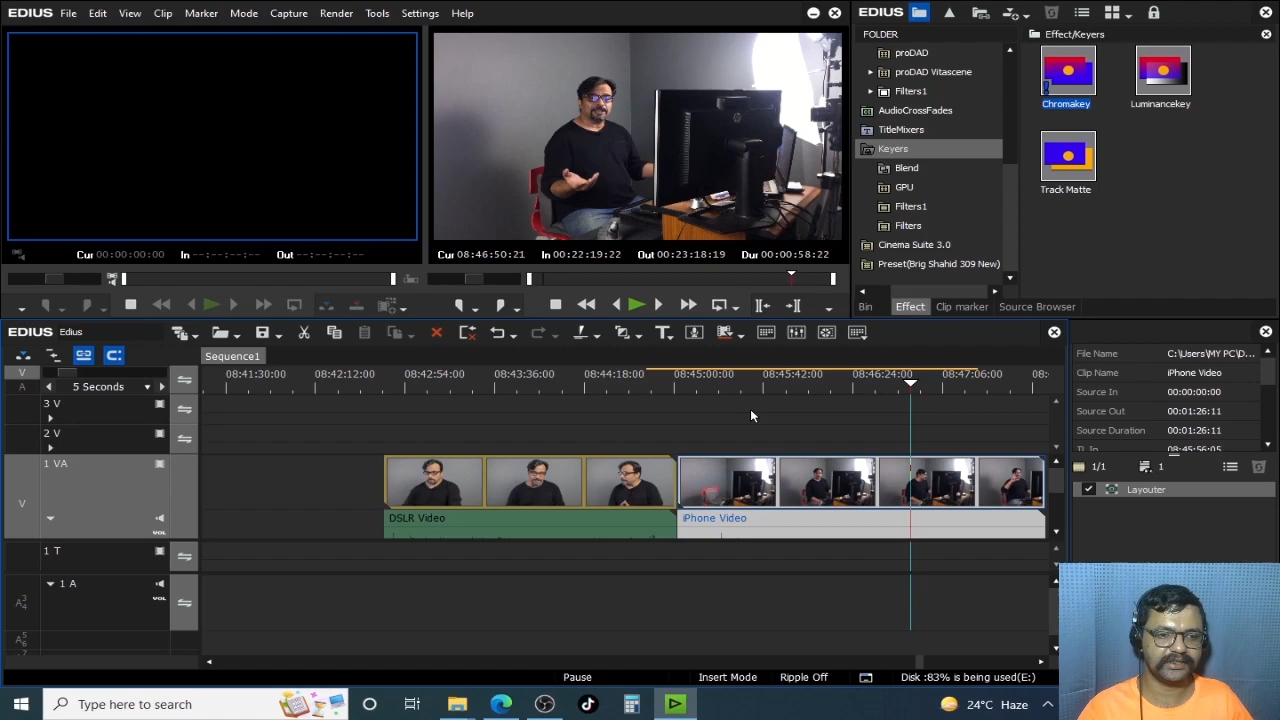 EDIUS File Edit View Clip Marker Mode Capture Render Tools Settings Help
EDIUS
FOLDER
Effect/Keyers
proDAD
proDAD Vitascene
Filters1
AudioCrossFades
TitleMixers
Keyers
Blend
GPU
Filters1
Filters
Cinema Suite 3.0
Preset(Brig Shahid 309 New)
Chromakey
Luminancekey
Track Matte
Cur 00:00:00:00 In --:--:--:-- Out --:--:--:--
Cur 08:46:50:21 In 00:22:19:22 Out 00:23:18:19 Dur 00:00:58:22
Bin Effect Clip marker Source Browser
EDIUS Edius
Sequence1
V
A
5 Seconds
08:41:30:00 08:42:12:00 08:42:54:00 08:43:36:00 08:44:18:00 08:45:00:00 08:45:42:00 08:46:24:00 08:47:06:00
3 V
2 V
1 VA
V
VOL
DSLR Video
iPhone Video
1 T
1 A
VOL
File Name C:\Users\MY PC\D...
Clip Name iPhone Video
Source In 00:00:00:00
Source Out 00:01:26:11
Source Duration 00:01:26:11
1/1 1
Layouter
Pause Insert Mode Ripple Off Disk :83% is being used(E:)
Type here to search
24°C Haze